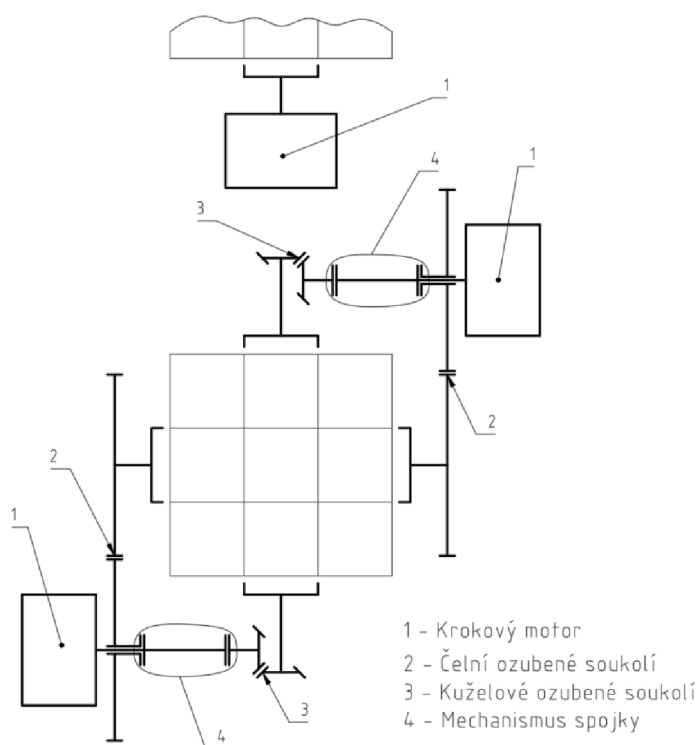 1
4
1
3
2
2
1
3
4
1 - Krokový motor
2 - Čelní ozubené soukolí
3 - Kuželové ozubené soukolí
4 - Mechanismus spojky